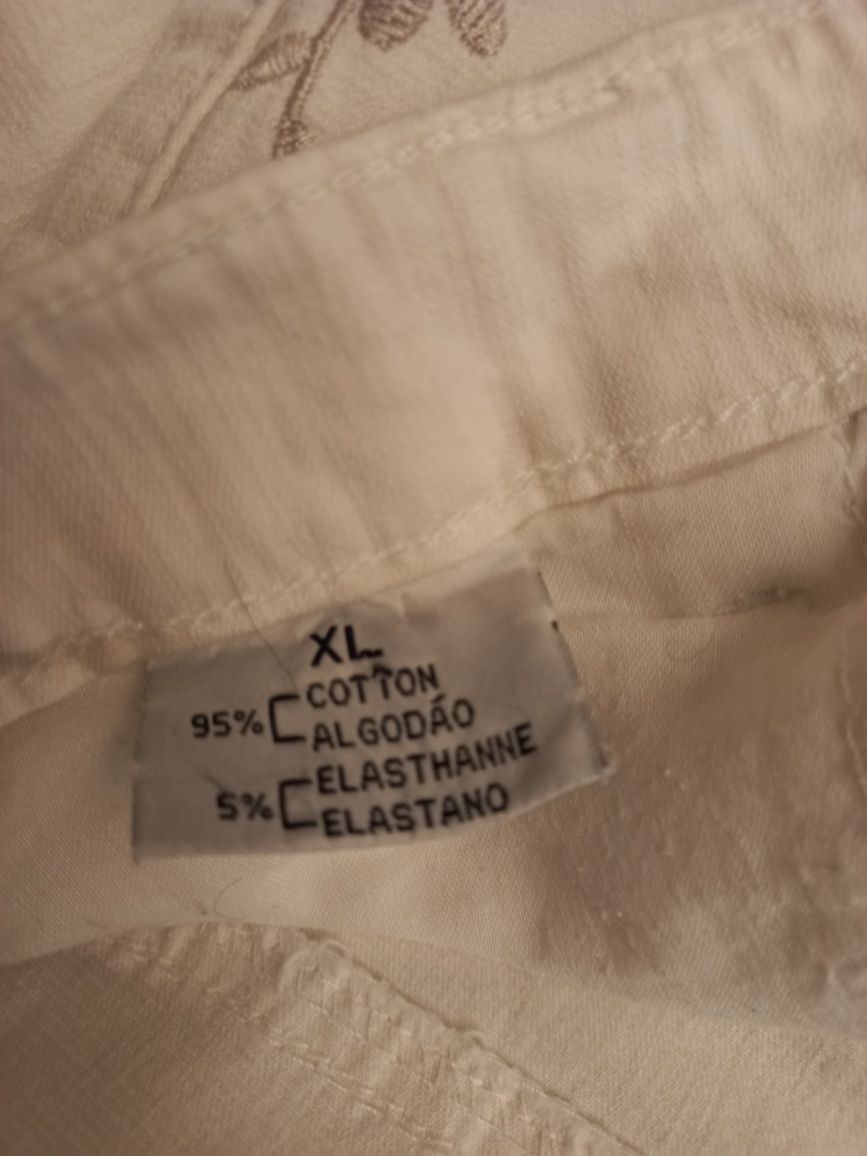 XL
95% COTTON
ALGODÃO
5% ELASTHANNE
ELASTANO